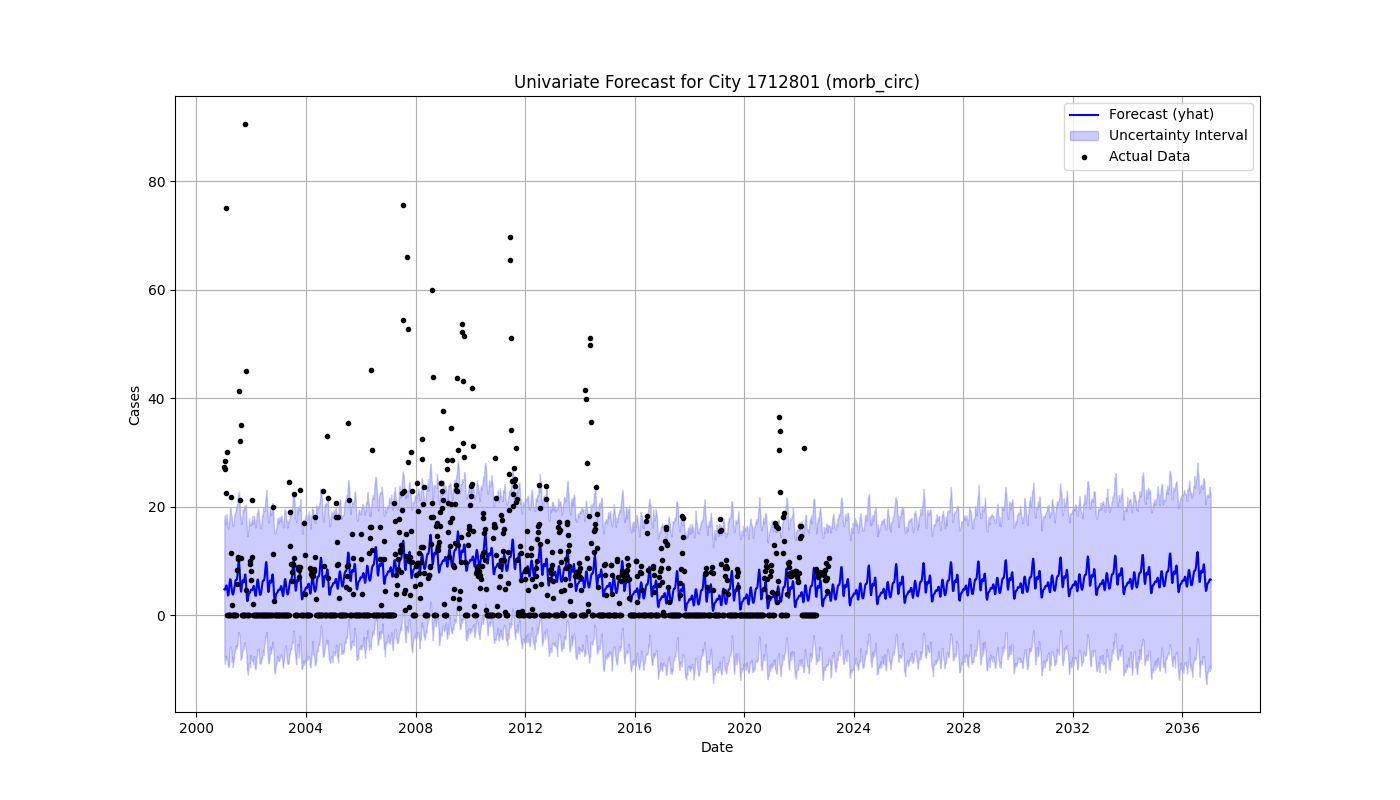 Univariate Forecast for City 1712801 (morb_circ)
Forecast (yhat)
Uncertainty Interval
Actual Data
80
60
40
20
0
Cases
2000 2004 2008 2012 2016 2020 2024 2028 2032 2036
Date